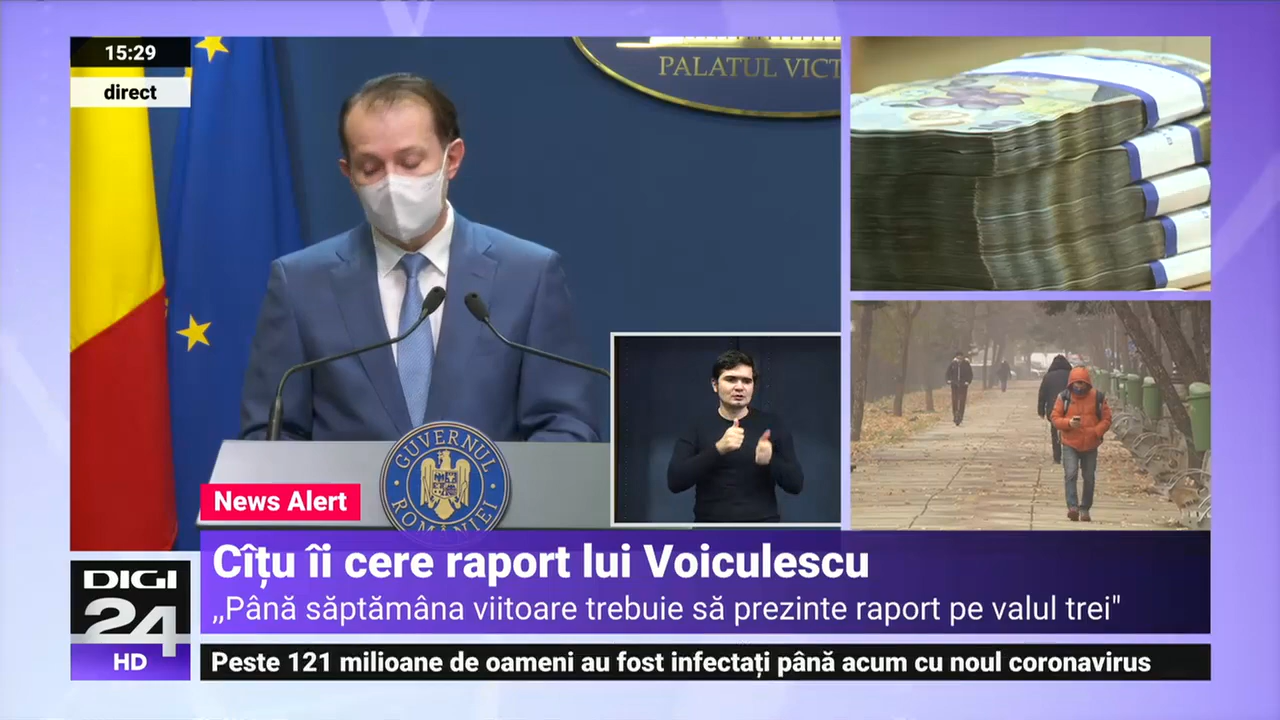 15:29
direct
PALATUL VICT
GUVERNUL
ROMÂNIEI
News Alert
Cîțu îi cere raport lui Voiculescu
„Până săptămâna viitoare trebuie să prezinte raport pe valul trei"
DIGI
24
HD
Peste 121 milioane de oameni au fost infectați până acum cu noul coronavirus